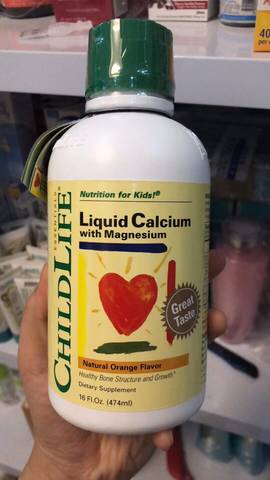 Nutrition for Kids!®
ESSENTIALS®
CHILDLIFE
Liquid Calcium
with Magnesium
Great
Taste
Natural Orange Flavor
Healthy Bone Structure and Growth*
Dietary Supplement
16 Fl.Oz. (474ml)
40